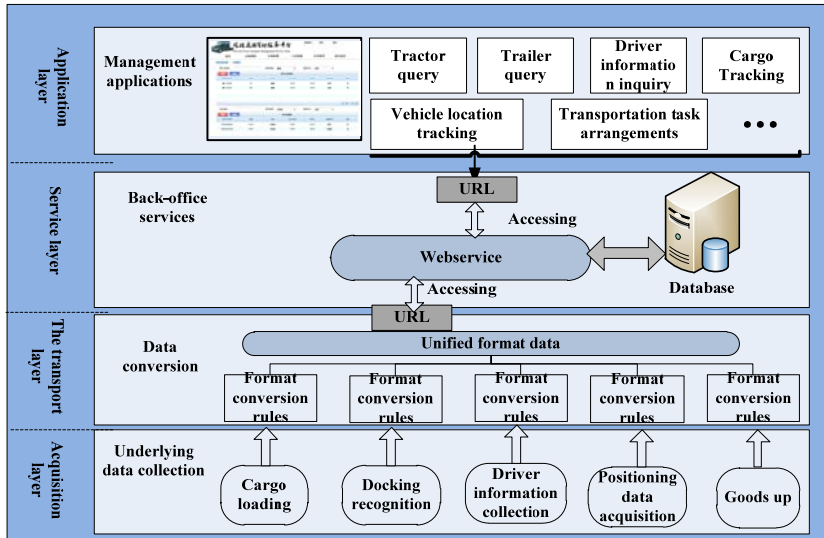 Application
layer
Management
applications
Tractor
query
Trailer
query
Driver
informatio
n inquiry
Cargo
Tracking
Vehicle location
tracking
Transportation task
arrangements
•••
Service layer
Back-office
services
URL
Accessing
Webservice
Database
Accessing
URL
The transport
layer
Data
conversion
Unified format data
Format
conversion
rules
Format
conversion
rules
Format
conversion
rules
Format
conversion
rules
Format
conversion
rules
Acquisition
layer
Underlying
data collection
Cargo
loading
Docking
recognition
Driver
information
collection
Positioning
data
acquisition
Goods up